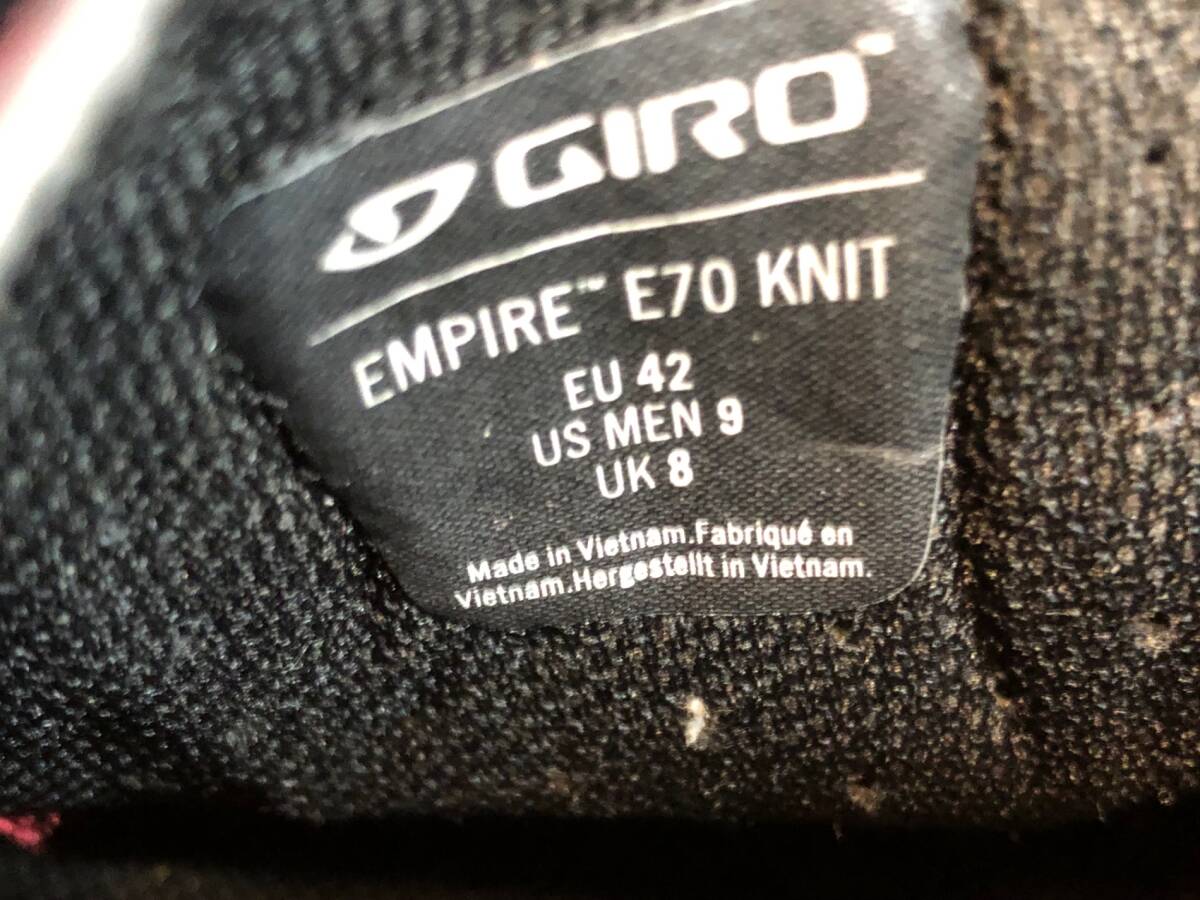 GIRO™
EMPIRE™ E70 KNIT
EU 42
US MEN 9
UK 8
Made in Vietnam.Fabriqué en
Vietnam.Hergestellt in Vietnam.